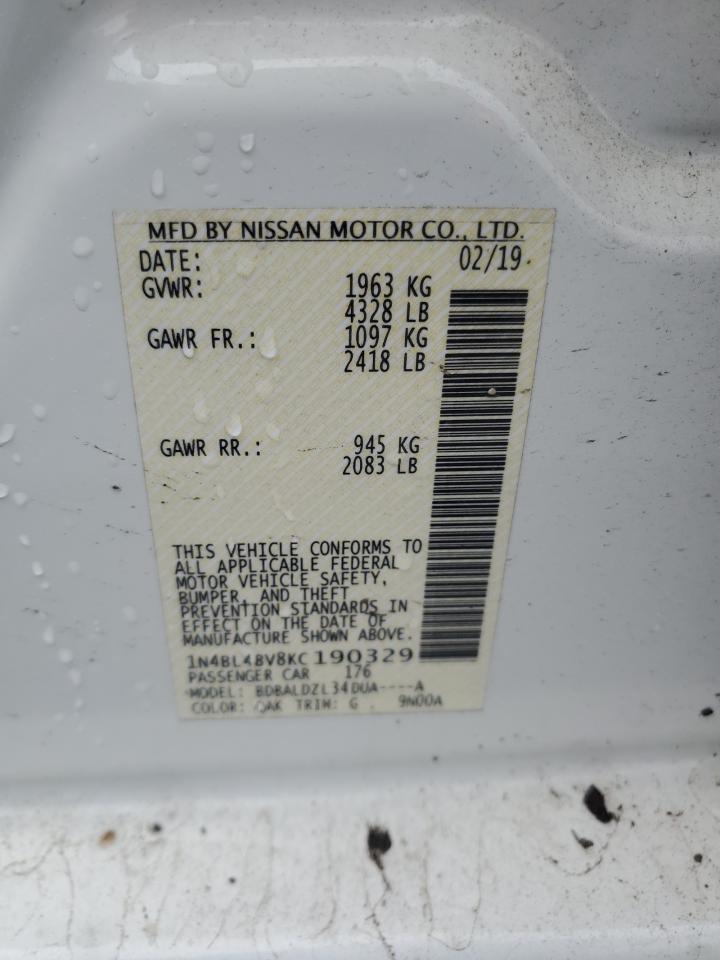 MFD BY NISSAN MOTOR CO., LTD.
DATE: 02/19
GVWR: 1963 KG
4328 LB
GAWR FR.: 1097 KG
2418 LB
GAWR RR.: 945 KG
2083 LB
THIS VEHICLE CONFORMS TO
ALL APPLICABLE FEDERAL
MOTOR VEHICLE SAFETY,
BUMPER, AND THEFT
PREVENTION STANDARDS IN
EFFECT ON THE DATE OF
MANUFACTURE SHOWN ABOVE.
1N4BL4BV8KC190329
PASSENGER CAR 176
MODEL: BDBALDZL34DUA----A
COLOR: QAK TRIM: G 9N00A